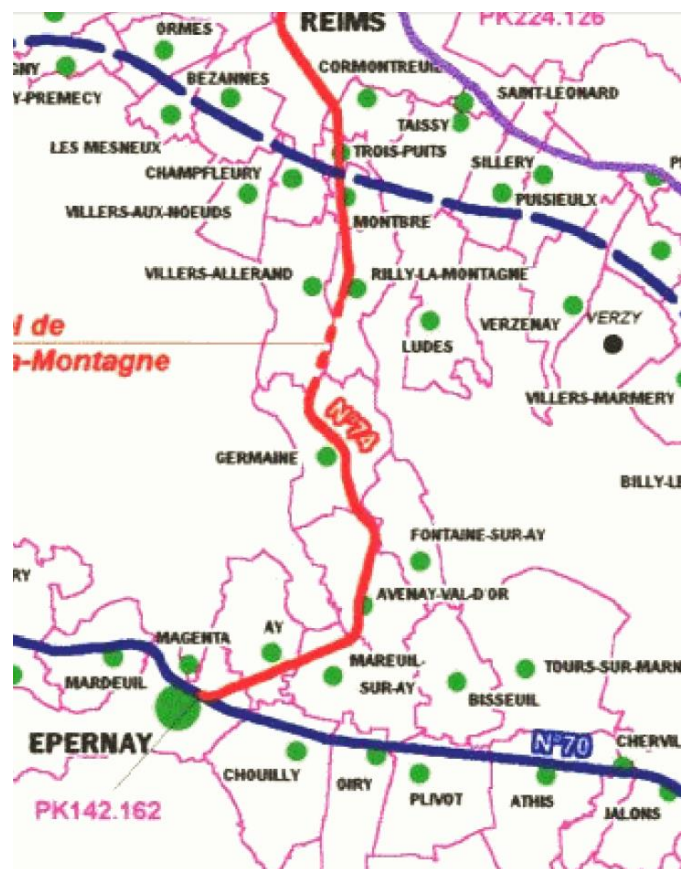 REIMS
PK224.126
ORMES
GNY
BEZANNES
CORMONTREUIL
SAINT-LEONARD
Y-PREMECY
TAISSY
LES MESNEUX
TROIS-PUITS
SILLERY
CHAMPFLEURY
PUISIEULX
VILLERS-AUX-NOEUDS
MONTBRE
VILLERS-ALLERAND
RILLY-LA-MONTAGNE
l de
VERZENAY
VERZY
LUDES
a-Montagne
VILLERS-MARMERY
N°74
GERMAINE
BILLY-LE
FONTAINE-SUR-AY
RY
AVENAY-VAL-D'OR
MAGENTA
AY
MARDEUIL
MAREUIL-
SUR-AY
TOURS-SUR-MARN
BISSEUIL
EPERNAY
N°70
CHERVIL
CHOUILLY
OIRY
PLIVOT
ATHIS
JALONS
PK142.162